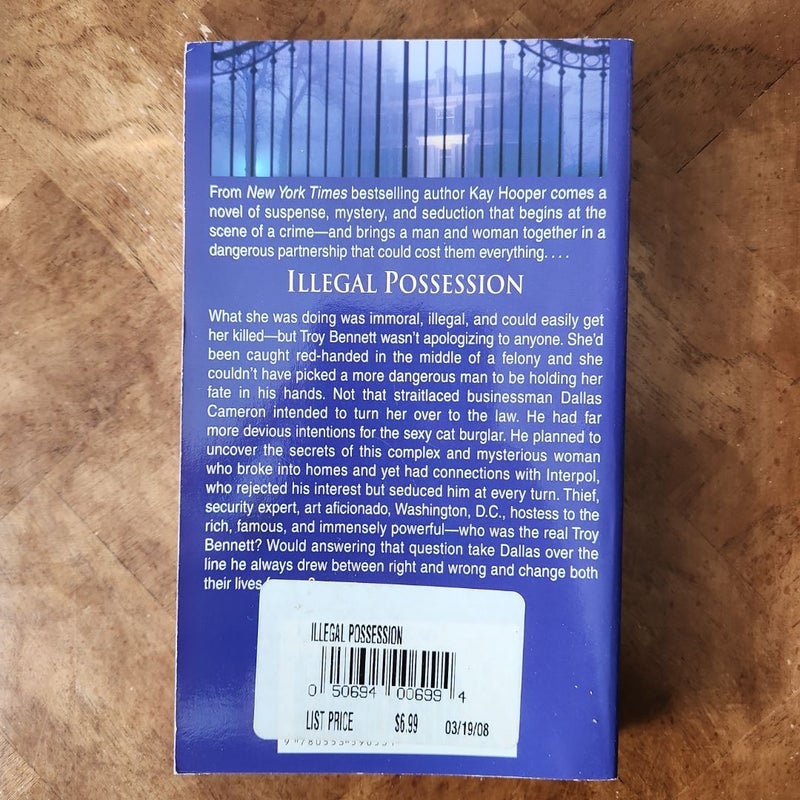 From New York Times bestselling author Kay Hooper comes a
novel of suspense, mystery, and seduction that begins at the
scene of a crime—and brings a man and woman together in a
dangerous partnership that could cost them everything. . . .
ILLEGAL POSSESSION
What she was doing was immoral, illegal, and could easily get
her killed—but Troy Bennett wasn't apologizing to anyone. She'd
been caught red-handed in the middle of a felony and she
couldn't have picked a more dangerous man to be holding her
fate in his hands. Not that straitlaced businessman Dallas
Cameron intended to turn her over to the law. He had far
more devious intentions for the sexy cat burglar. He planned to
uncover the secrets of this complex and mysterious woman
who broke into homes and yet had connections with Interpol,
who rejected his interest but seduced him at every turn. Thief,
security expert, art aficionado, Washington, D.C., hostess to the
rich, famous, and immensely powerful—who was the real Troy
Bennett? Would answering that question take Dallas over the
line he always drew between right and wrong and change both
their lives
ILLEGAL POSSESSION
0 50694 00699 4
LIST PRICE $6.99 03/19/08